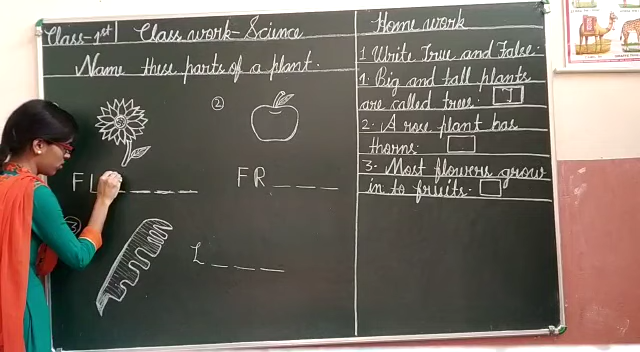 Class-1st| Class work-Science
Name these parts of a plant.
②
FL_ _ _ _
FR_ _ _
③
L_ _ _
Home work
1 Write True and False.
1. Big and tall plants
are called trees. [T]
2. A rose plant has
thorns.
3. Most flowers grow
in to fruits.